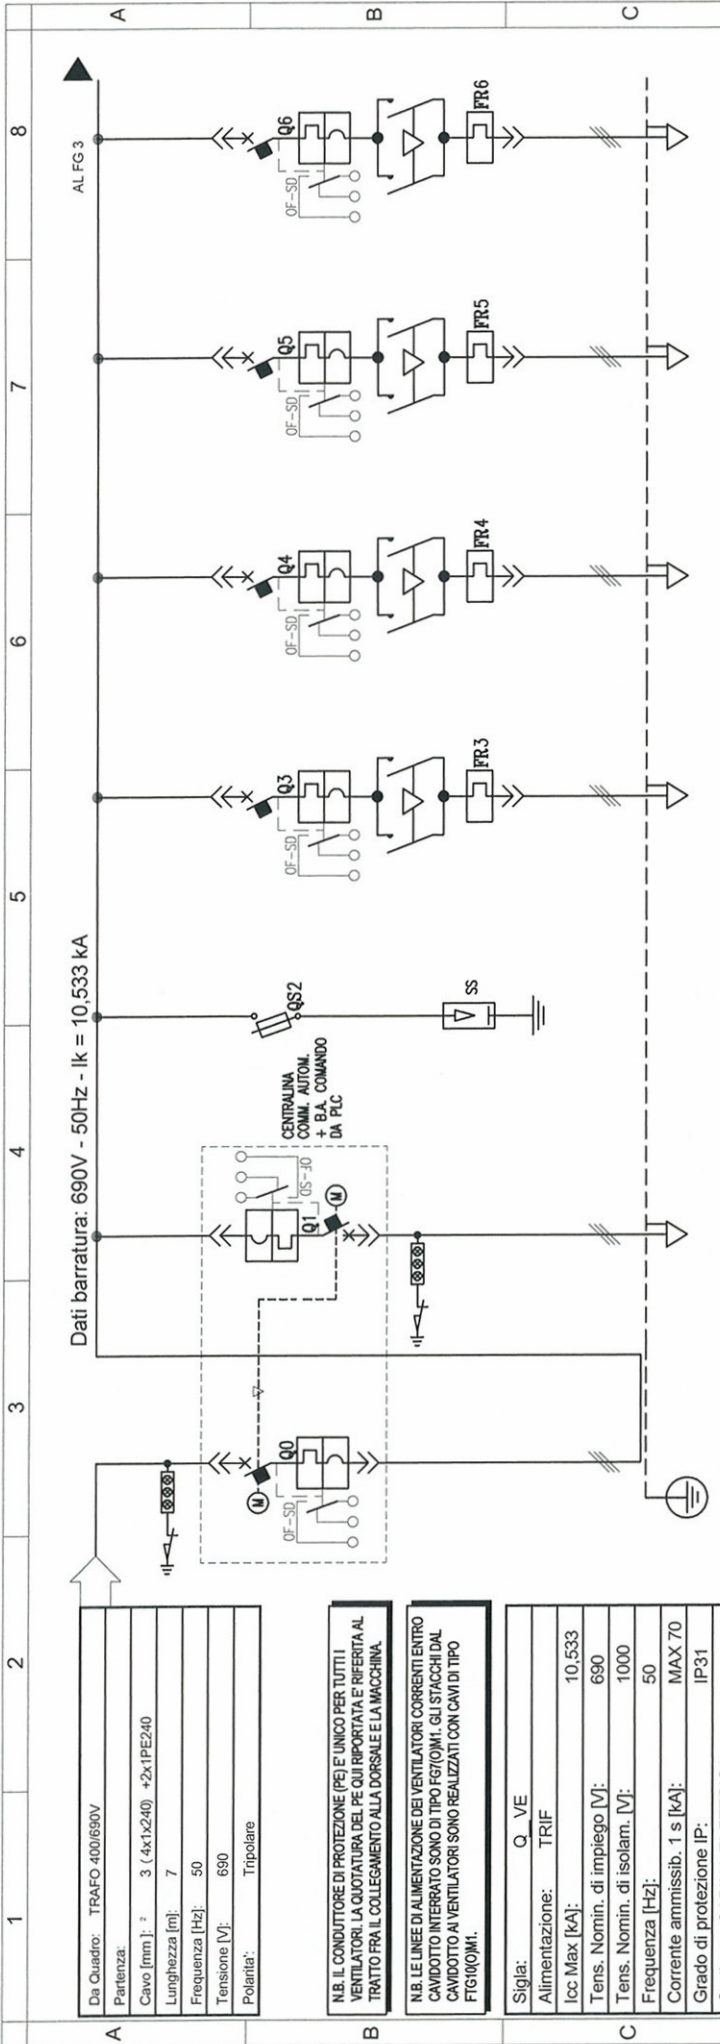 1 2 3 4 5 6 7 8
A
B
C
A
B
C
Da Quadro: TRAFO 400/690V
Partenza:
Cavo [mm ]: ² 3 ( 4x1x240) +2x1PE240
Lunghezza [m]: 7
Frequenza [Hz]: 50
Tensione [V]: 690
Polarita': Tripolare
N.B. IL CONDUTTORE DI PROTEZIONE (PE) E' UNICO PER TUTTI I
VENTILATORI. LA QUOTATURA DEL PE QUI RIPORTATA E' RIFERITA AL
TRATTO FRA IL COLLEGAMENTO ALLA DORSALE E LA MACCHINA.
N.B. LE LINEE DI ALIMENTAZIONE DEI VENTILATORI CORRENTI ENTRO
CAVIDOTTO INTERRATO SONO DI TIPO FG7(O)M1. GLI STACCHI DAL
CAVIDOTTO AI VENTILATORI SONO REALIZZATI CON CAVI DI TIPO
FTG10(O)M1.
Sigla: Q_VE
Alimentazione: TRIF
Icc Max [kA]: 10,533
Tens. Nomin. di impiego [V]: 690
Tens. Nomin. di isolam. [V]: 1000
Frequenza [Hz]: 50
Corrente ammissib. 1 s [kA]: MAX 70
Grado di protezione IP: IP31
Dati barratura: 690V - 50Hz - Ik = 10,533 kA
AL FG 3
M
OF-SD
Q0
Q1
OF-SD
M
CENTRALINA
COMM. AUTOM.
+ B.A. COMANDO
DA PLC
QS2
SS
OF-SD
Q3
FR3
OF-SD
Q4
FR4
OF-SD
Q5
FR5
OF-SD
Q6
FR6